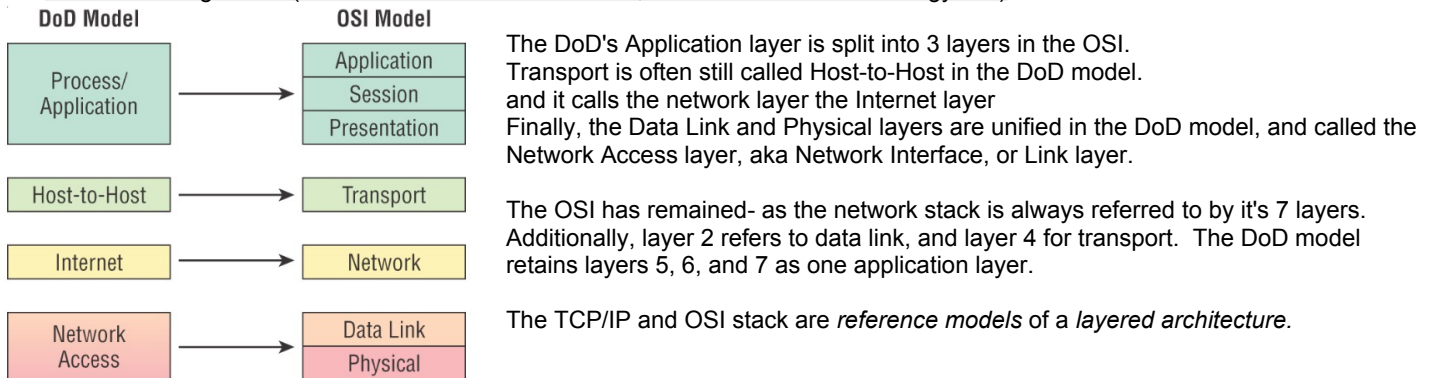 DoD Model
OSI Model
Process/
Application
Application
Session
Presentation
Host-to-Host
Transport
Internet
Network
Network
Access
Data Link
Physical
The DoD's Application layer is split into 3 layers in the OSI.
Transport is often still called Host-to-Host in the DoD model.
and it calls the network layer the Internet layer
Finally, the Data Link and Physical layers are unified in the DoD model, and called the
Network Access layer, aka Network Interface, or Link layer.
The OSI has remained- as the network stack is always referred to by it's 7 layers.
Additionally, layer 2 refers to data link, and layer 4 for transport. The DoD model
retains layers 5, 6, and 7 as one application layer.
The TCP/IP and OSI stack are reference models of a layered architecture.